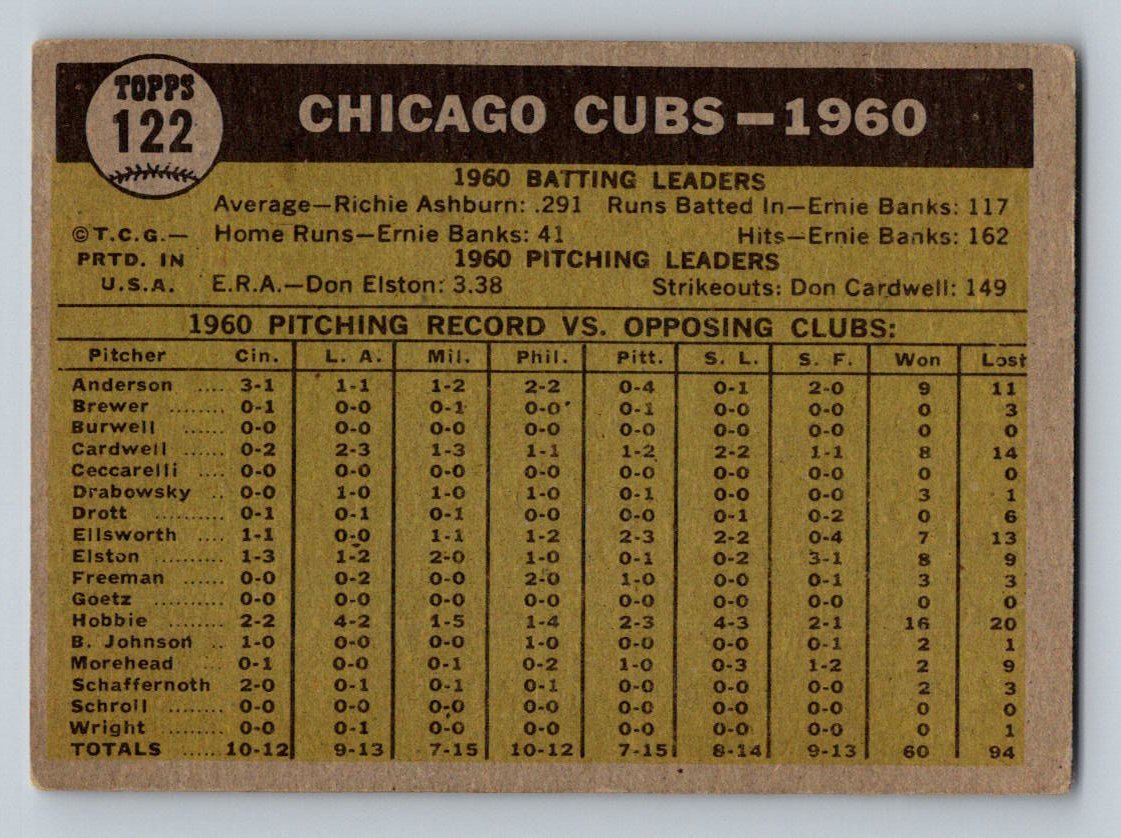 TOPPS
122
CHICAGO CUBS — 1960
1960 BATTING LEADERS
Average—Richie Ashburn: .291 Runs Batted In—Ernie Banks: 117
©T.C.G.— Home Runs—Ernie Banks: 41 Hits—Ernie Banks: 162
PRTD. IN 1960 PITCHING LEADERS
U.S.A. E.R.A.—Don Elston: 3.38 Strikeouts: Don Cardwell: 149
1960 PITCHING RECORD VS. OPPOSING CLUBS:
Pitcher Cin. L. A. Mil. Phil. Pitt. S. L. S. F. Won Lost
Anderson .... 3-1 1-1 1-2 2-2 0-4 0-1 2-0 9 11
Brewer ........ 0-1 0-0 0-1 0-0 0-1 0-0 0-0 0 3
Burwell ...... 0-0 0-0 0-0 0-0 0-0 0-0 0-0 0 0
Cardwell .... 0-2 2-3 1-3 1-1 1-2 2-2 1-1 8 14
Ceccarelli .... 0-0 0-0 0-0 0-0 0-0 0-0 0-0 0 0
Drabowsky .. 0-0 1-0 1-0 1-0 0-1 0-0 0-0 3 1
Drott .......... 0-1 0-1 0-1 0-0 0-0 0-1 0-2 0 6
Ellsworth .... 1-1 0-0 1-1 1-2 2-3 2-2 0-4 7 13
Elston ........ 1-3 1-2 2-0 1-0 0-1 0-2 3-1 8 9
Freeman ...... 0-0 0-2 0-0 2-0 1-0 0-0 0-1 3 3
Goetz .......... 0-0 0-0 0-0 0-0 0-0 0-0 0-0 0 0
Hobbie ........ 2-2 4-2 1-5 1-4 2-3 4-3 2-1 16 20
B. Johnson .. 1-0 0-0 0-0 1-0 0-0 0-0 0-1 2 1
Morehead .. 0-1 0-0 0-1 0-2 1-0 0-3 1-2 2 9
Schaffernoth 2-0 0-1 0-1 0-1 0-0 0-0 0-0 2 3
Schroll ........ 0-0 0-0 0-0 0-0 0-0 0-0 0-0 0 0
Wright ........ 0-0 0-1 0-0 0-0 0-0 0-0 0-0 0 1
TOTALS ...... 10-12 9-13 7-15 10-12 7-15 8-14 9-13 60 94